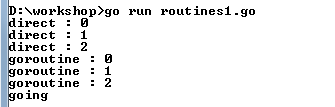 D:\workshop>go run routines1.go
direct : 0
direct : 1
direct : 2
goroutine : 0
goroutine : 1
goroutine : 2
going